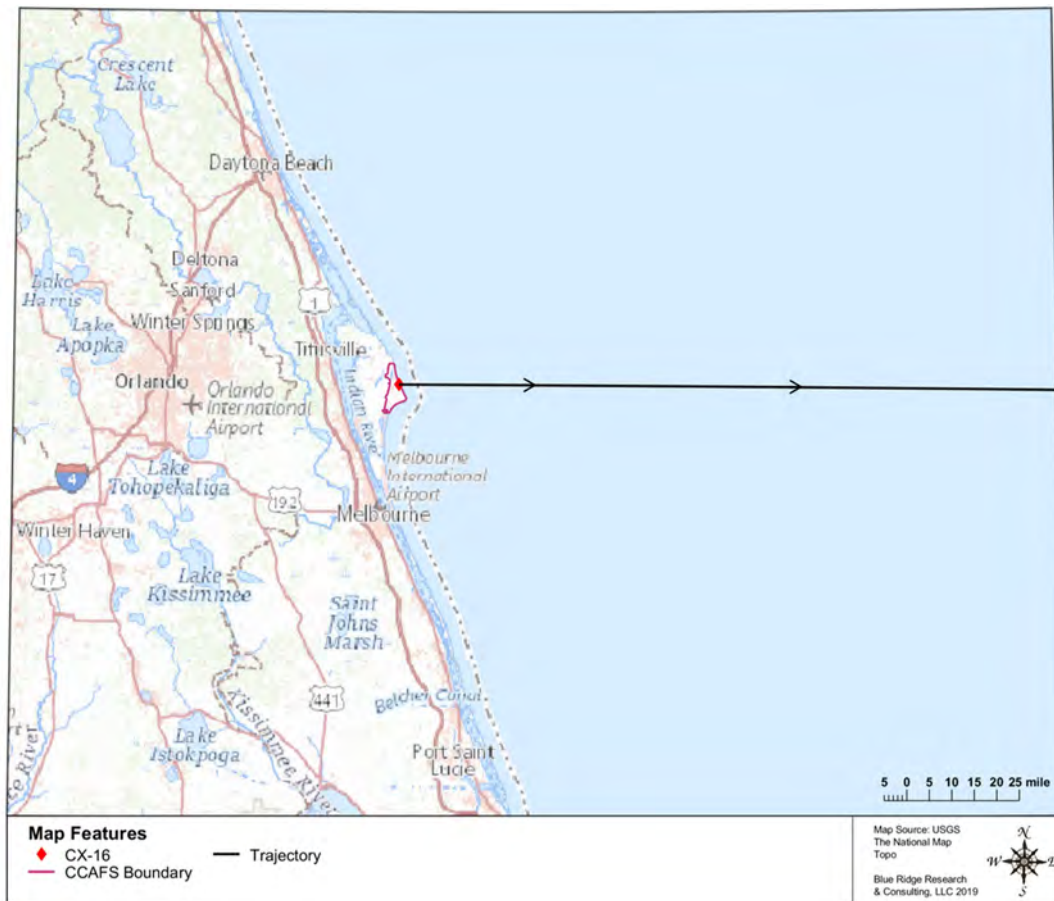 Crescent
Lake
Daytona Beach
Deltona
Sanford
Lake
Harris
Winter Springs
1
Lake
Apopka
Titusville
Orlando
Orlando
International
Airport
Indian River
Melbourne
International
Airport
4
Lake
Tohopekaliga
192
Melbourne
Winter Haven
17
Lake
Kissimmee
Saint
Johns
Marsh
441
Belcher Canal
Kissimmee River
Lake
Istokpoga
ce River
Port Saint
Lucie
5 0 5 10 15 20 25 mile
Map Features
CX-16
Trajectory
CCAFS Boundary
Map Source: USGS
The National Map
Topo
Blue Ridge Research
& Consulting, LLC 2019
N
W E
S